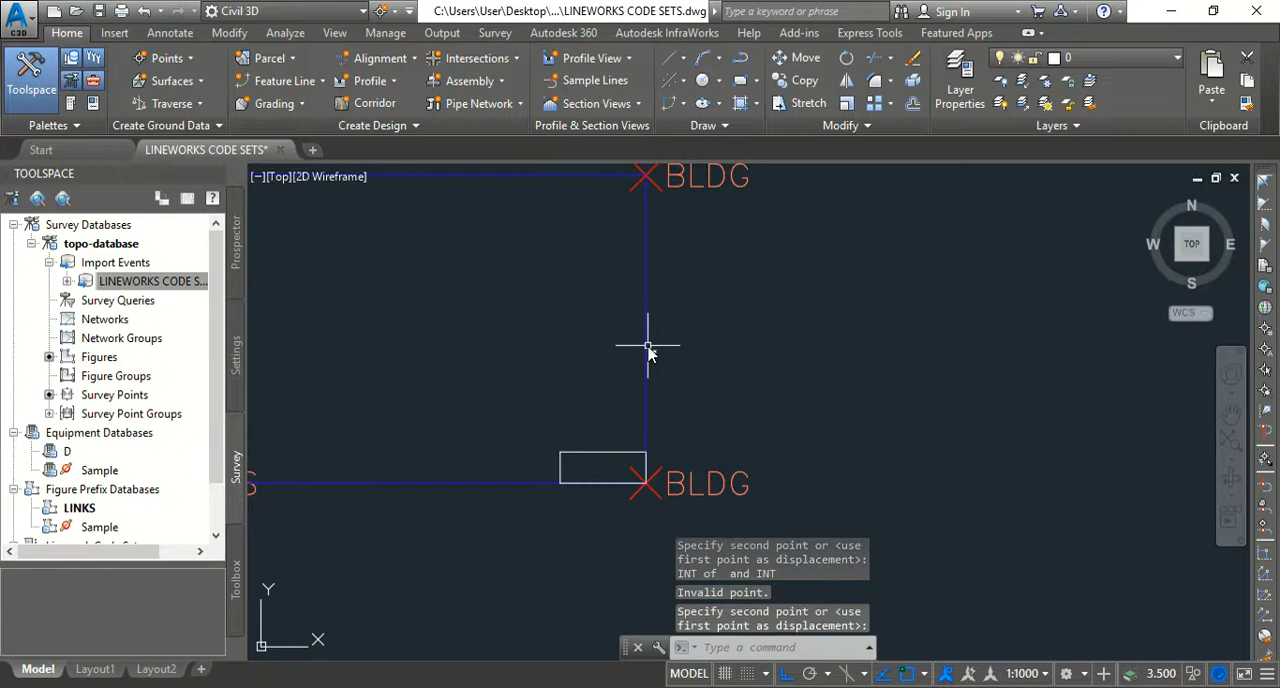 Civil 3D
C:\Users\User\Desktop\...\LINEWORKS CODE SETS.dwg
Type a keyword or phrase
Sign In
C3D
Home
Insert
Annotate
Modify
Analyze
View
Manage
Output
Survey
Autodesk 360
Autodesk InfraWorks
Help
Add-ins
Express Tools
Featured Apps
Toolspace
Palettes
Points
Surfaces
Traverse
Create Ground Data
Parcel
Feature Line
Grading
Alignment
Profile
Corridor
Intersections
Assembly
Pipe Network
Create Design
Profile View
Sample Lines
Section Views
Profile & Section Views
Draw
Move
Copy
Stretch
Modify
Layer
Properties
0
Layers
Paste
Clipboard
Start
LINEWORKS CODE SETS*
TOOLSPACE
Survey Databases
topo-database
Import Events
LINEWORKS CODE S...
Survey Queries
Networks
Network Groups
Figures
Figure Groups
Survey Points
Survey Point Groups
Equipment Databases
D
Sample
Figure Prefix Databases
LINKS
Sample
Prospector
Settings
Survey
Toolbox
[−][Top][2D Wireframe]
BLDG
BLDG
S
N
W
TOP
E
S
WCS
Y
X
Specify second point or <use
first point as displacement>:
INT of and INT
Invalid point.
Specify second point or <use
first point as displacement>:
Type a command
Model
Layout1
Layout2
MODEL
1:1000
3.500